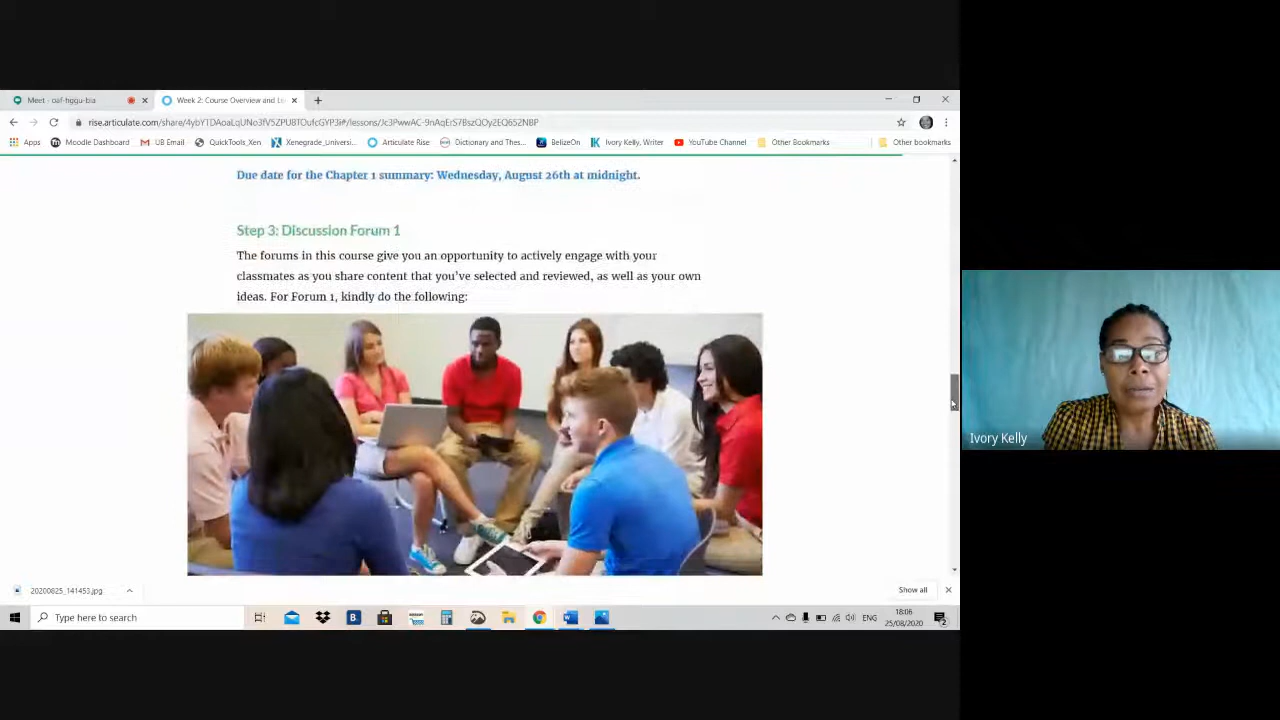 Meet - oaf-hggu-bia
Week 2: Course Overview and Le
rise.articulate.com/share/
Apps
Moodle Dashboard
UB Email
QuickTools_Xen
Xenegrade_Universi...
Articulate Rise
Dictionary and Thes...
BelizeOn
Ivory Kelly, Writer
YouTube Channel
Other Bookmarks
Other bookmarks
Due date for the Chapter 1 summary: Wednesday, August 26th at midnight.
Step 3: Discussion Forum 1
The forums in this course give you an opportunity to actively engage with your
classmates as you share content that you've selected and reviewed, as well as your own
ideas. For Forum 1, kindly do the following:
Ivory Kelly
20200825_141453.jpg
Show all
Type here to search
ENG
18:06
25/08/2020